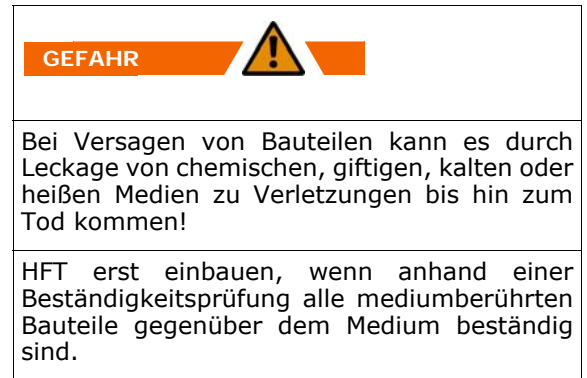 GEFAHR
Bei Versagen von Bauteilen kann es durch
Leckage von chemischen, giftigen, kalten oder
heißen Medien zu Verletzungen bis hin zum
Tod kommen!
HFT erst einbauen, wenn anhand einer
Beständigkeitsprüfung alle mediumberührten
Bauteile gegenüber dem Medium beständig
sind.